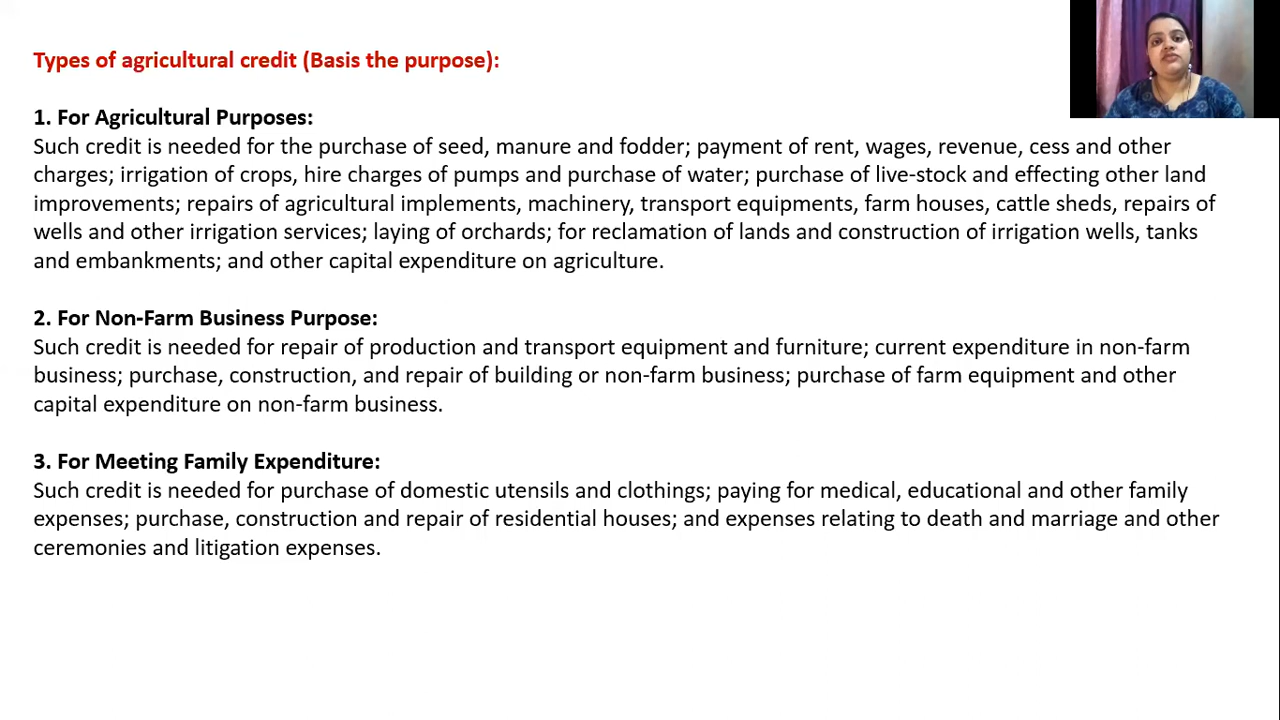 Types of agricultural credit (Basis the purpose):
1. For Agricultural Purposes:
Such credit is needed for the purchase of seed, manure and fodder; payment of rent, wages, revenue, cess and other
charges; irrigation of crops, hire charges of pumps and purchase of water; purchase of live-stock and effecting other land
improvements; repairs of agricultural implements, machinery, transport equipments, farm houses, cattle sheds, repairs of
wells and other irrigation services; laying of orchards; for reclamation of lands and construction of irrigation wells, tanks
and embankments; and other capital expenditure on agriculture.
2. For Non-Farm Business Purpose:
Such credit is needed for repair of production and transport equipment and furniture; current expenditure in non-farm
business; purchase, construction, and repair of building or non-farm business; purchase of farm equipment and other
capital expenditure on non-farm business.
3. For Meeting Family Expenditure:
Such credit is needed for purchase of domestic utensils and clothings; paying for medical, educational and other family
expenses; purchase, construction and repair of residential houses; and expenses relating to death and marriage and other
ceremonies and litigation expenses.